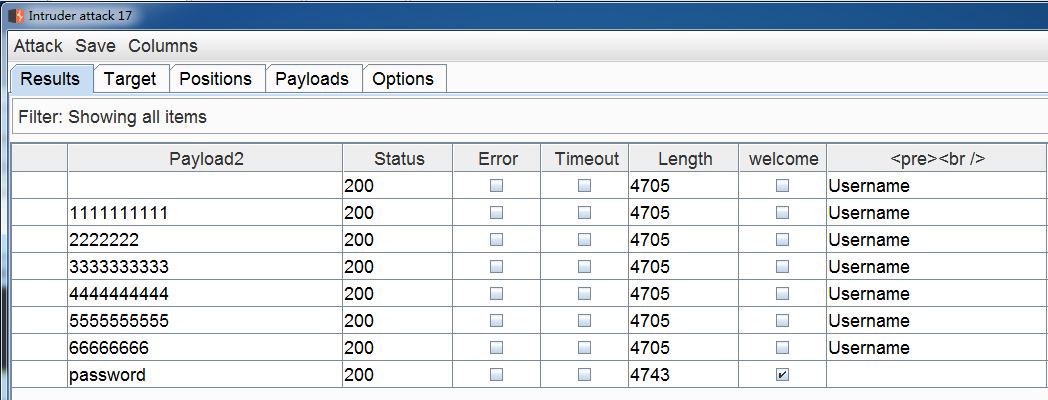 Intruder attack 17
Attack Save Columns
Results Target Positions Payloads Options
Filter: Showing all items
Payload2 Status Error Timeout Length welcome <pre><br />
200 4705 Username
1111111111 200 4705 Username
2222222 200 4705 Username
3333333333 200 4705 Username
4444444444 200 4705 Username
5555555555 200 4705 Username
66666666 200 4705 Username
password 200 4743